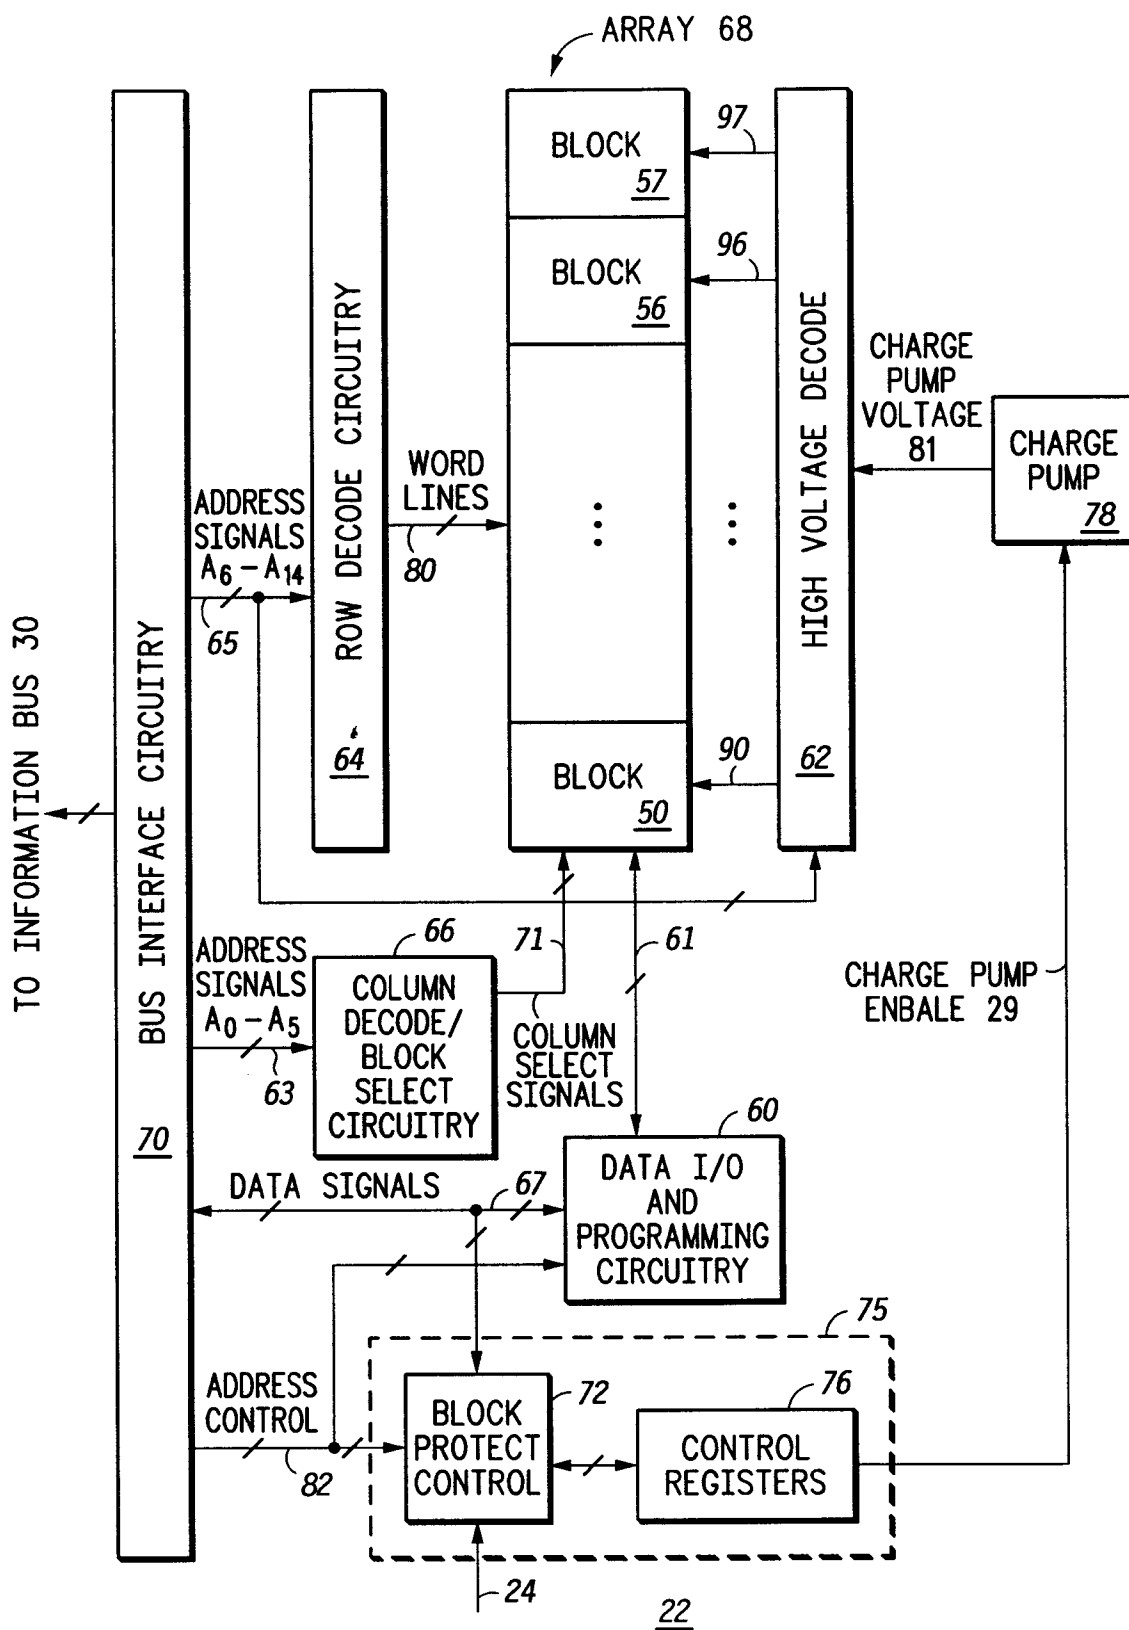 ARRAY 68
BLOCK
57
97
BLOCK
56
96
BLOCK
50
90
HIGH VOLTAGE DECODE
62
CHARGE
PUMP
VOLTAGE
81
CHARGE
PUMP
78
ROW DECODE CIRCUITRY
64
WORD
LINES
80
ADDRESS
SIGNALS
A6 – A14
65
TO INFORMATION BUS 30
BUS INTERFACE CIRCUITRY
70
ADDRESS
SIGNALS
A0 – A5
63
66
COLUMN
DECODE/
BLOCK
SELECT
CIRCUITRY
71
COLUMN
SELECT
SIGNALS
61
CHARGE PUMP
ENBALE 29
60
DATA I/O
AND
PROGRAMMING
CIRCUITRY
DATA SIGNALS
67
75
ADDRESS
CONTROL
82
BLOCK
PROTECT
CONTROL
72
76
CONTROL
REGISTERS
24
22